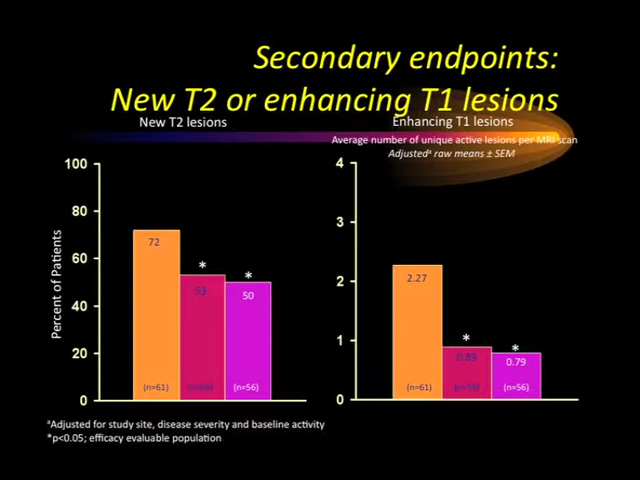 Secondary endpoints:
New T2 or enhancing T1 lesions
New T2 lesions
Enhancing T1 lesions
Average number of unique active lesions per MRI scan
Adjustedᵃ raw means ± SEM
Percent of Patients
100
80
60
40
20
0
72
53
*
50
*
(n=61)
(n=56)
4
3
2
1
0
2.27
0.89
*
0.79
*
(n=61)
(n=56)
ᵃAdjusted for study site, disease severity and baseline activity
*p<0.05; efficacy evaluable population